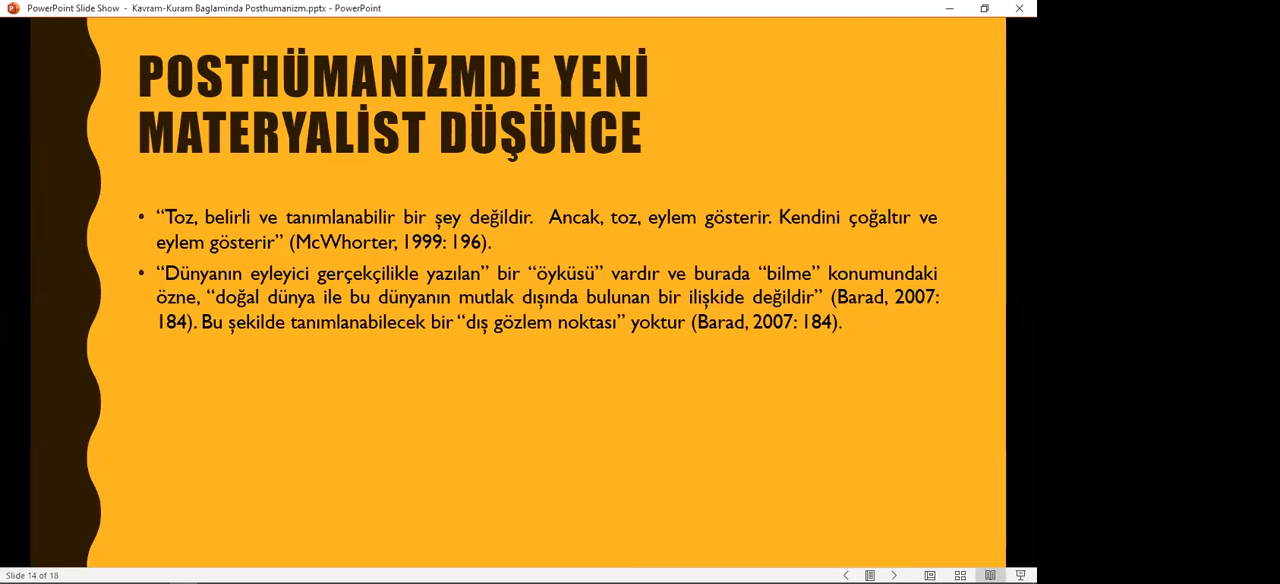 PowerPoint Slide Show - Kavram-Kuram Baglaminda Posthumanizm.pptx - PowerPoint
POSTHÜMANİZMDE YENİ
MATERYALİST DÜŞÜNCE
• “Toz, belirli ve tanımlanabilir bir şey değildir.  Ancak, toz, eylem gösterir. Kendini çoğaltır ve
eylem gösterir” (McWhorter, 1999: 196).
• “Dünyanın eyleyici gerçekçilikle yazılan” bir “öyküsü” vardır ve burada “bilme” konumundaki
özne, “doğal dünya ile bu dünyanın mutlak dışında bulunan bir ilişkide değildir” (Barad, 2007:
184). Bu şekilde tanımlanabilecek bir “dış gözlem noktası” yoktur (Barad, 2007: 184).
Slide 14 of 18